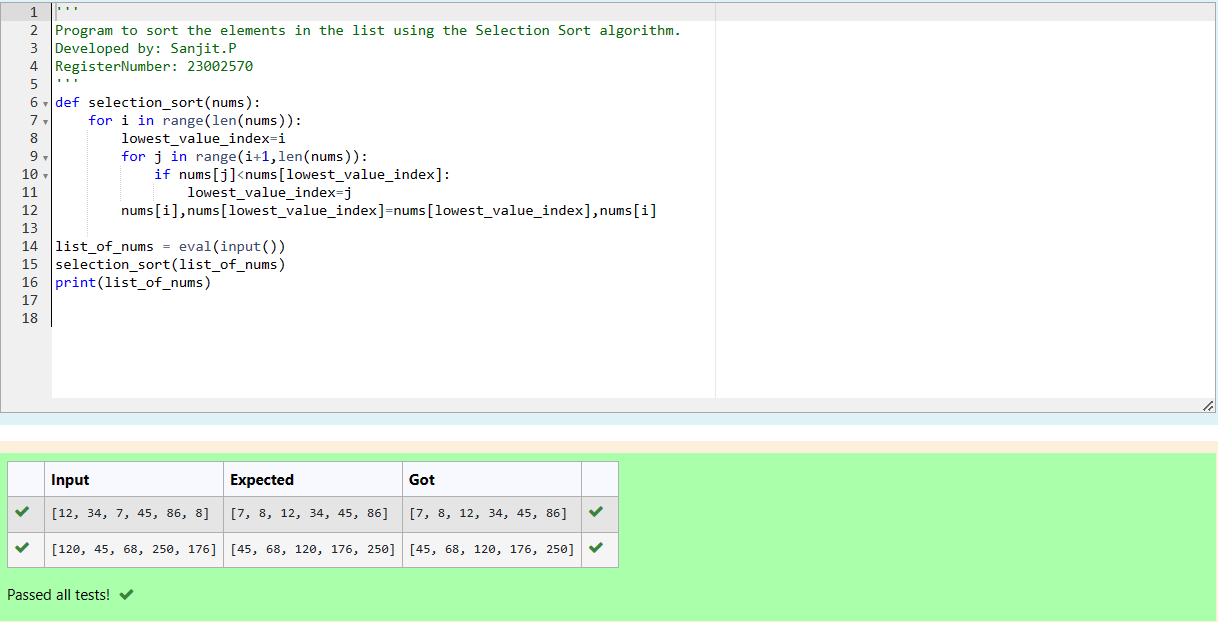 1 '''
2 Program to sort the elements in the list using the Selection Sort algorithm.
3 Developed by: Sanjit.P
4 RegisterNumber: 23002570
5 '''
6 def selection_sort(nums):
7     for i in range(len(nums)):
8         lowest_value_index=i
9         for j in range(i+1,len(nums)):
10             if nums[j]<nums[lowest_value_index]:
11                 lowest_value_index=j
12         nums[i],nums[lowest_value_index]=nums[lowest_value_index],nums[i]
13
14 list_of_nums = eval(input())
15 selection_sort(list_of_nums)
16 print(list_of_nums)
17
18
Input Expected Got
[12, 34, 7, 45, 86, 8] [7, 8, 12, 34, 45, 86] [7, 8, 12, 34, 45, 86]
[120, 45, 68, 250, 176] [45, 68, 120, 176, 250] [45, 68, 120, 176, 250]
Passed all tests!